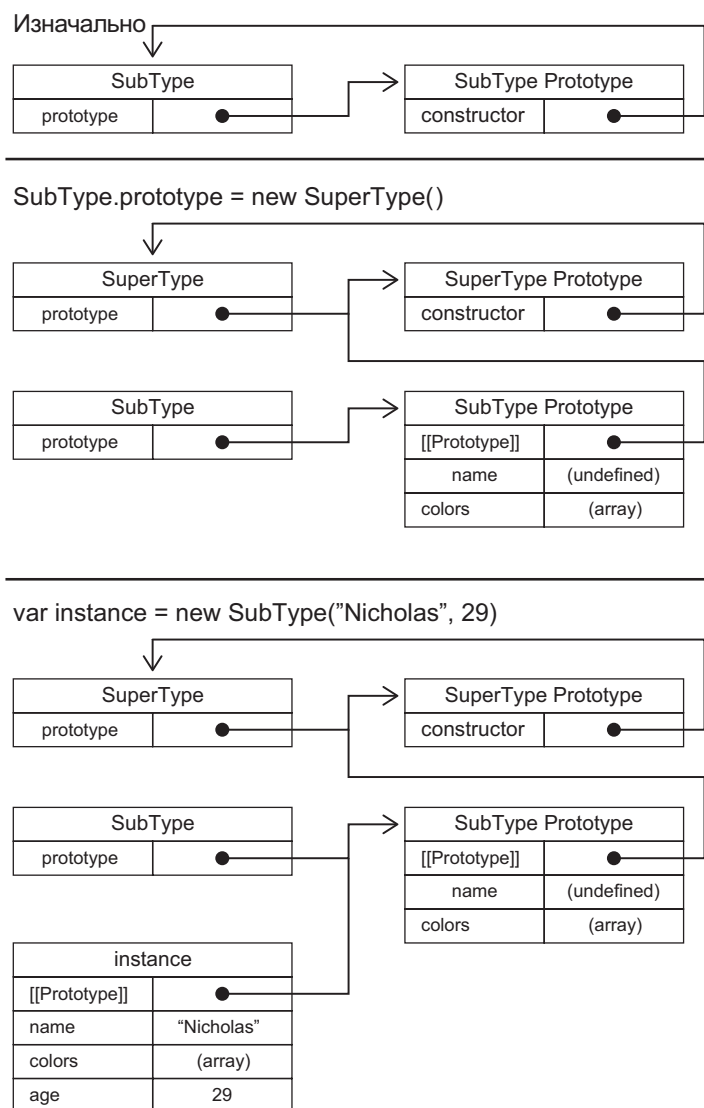 Изначально
SubType
prototype
SubType Prototype
constructor
SubType.prototype = new SuperType()
SuperType
prototype
SuperType Prototype
constructor
SubType
prototype
SubType Prototype
[[Prototype]]
name (undefined)
colors (array)
var instance = new SubType(”Nicholas”, 29)
SuperType
prototype
SuperType Prototype
constructor
SubType
prototype
SubType Prototype
[[Prototype]]
name (undefined)
colors (array)
instance
[[Prototype]]
name “Nicholas”
colors (array)
age 29